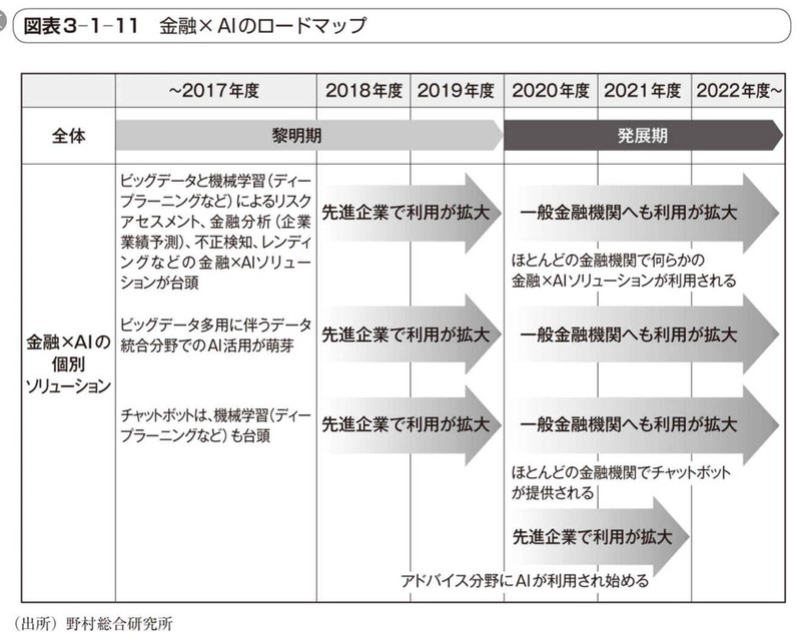 図表3-1-11 金融×AIのロードマップ
～2017年度 2018年度 2019年度 2020年度 2021年度 2022年度～
全体 黎明期 発展期
金融×AIの
個別
ソリューション
ビッグデータと機械学習（ディー
プラーニングなど）によるリスク
アセスメント、金融分析（企業
業績予測）、不正検知、レンディ
ングなどの金融×AIソリュー
ションが台頭
先進企業で利用が拡大
一般金融機関へも利用が拡大
ほとんどの金融機関で何らかの
金融×AIソリューションが利用される
ビッグデータ多用に伴うデータ
統合分野でのAI活用が萌芽
先進企業で利用が拡大
一般金融機関へも利用が拡大
チャットボットは、機械学習（ディー
プラーニングなど）も台頭
先進企業で利用が拡大
一般金融機関へも利用が拡大
ほとんどの金融機関でチャットボット
が提供される
先進企業で利用が拡大
アドバイス分野にAIが利用され始める
（出所）野村総合研究所